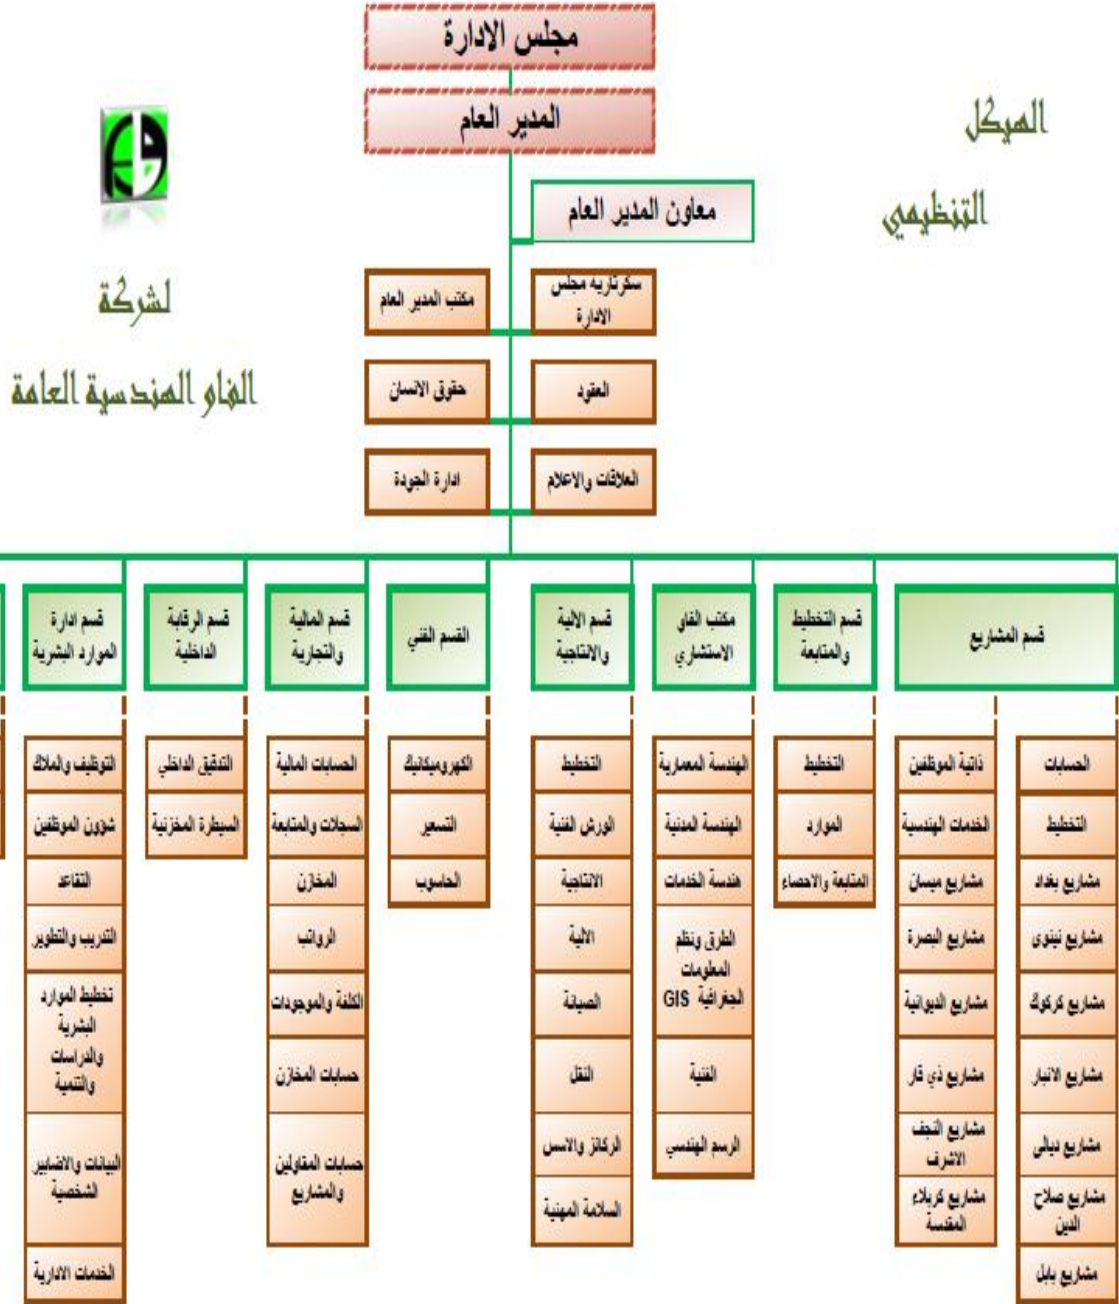 مجلس الادارة
المدير العام
معاون المدير العام
الهيكل
التنظيمي
لشركة
الفاو الهندسية العامة
سكرتاريه مجلس
الادارة
مكتب المدير العام
العقود
حقوق الانسان
العلاقات والاعلام
ادارة الجودة
قسم المشاريع
الحسابات
التخطيط
مشاريع بغداد
مشاريع نينوى
مشاريع كركوك
مشاريع الانبار
مشاريع ديالى
مشاريع صلاح
الدين
مشاريع بابل
ذاتية الموظفين
الخدمات الهندسية
مشاريع ميسان
مشاريع البصرة
مشاريع الديوانية
مشاريع ذي قار
مشاريع النجف
الاشرف
مشاريع كربلاء
المقدسة
قسم التخطيط
والمتابعة
التخطيط
الموارد
المتابعة والاحصاء
مكتب الفاو
الاستشاري
الهندسة المعمارية
الهندسة المدنية
هندسة الخدمات
الطرق ونظم
المعلومات
الجغرافية GIS
الفنية
الرسم الهندسي
قسم الالية
والانتاجية
التخطيط
الورش الفنية
الانتاجية
الالية
الصيانة
النقل
الركائز والاسس
السلامة المهنية
القسم الفني
الكهروميكانيك
التسعير
الحاسوب
قسم المالية
والتجارية
الحسابات المالية
السجلات والمتابعة
المخازن
الرواتب
الكلفة والموجودات
حسابات المخازن
حسابات المقاولين
والمشاريع
قسم الرقابة
الداخلية
التدقيق الداخلي
السيطرة المخزنية
قسم ادارة
الموارد البشرية
التوظيف والملاك
شؤون الموظفين
التقاعد
التدريب والتطوير
تخطيط الموارد
البشرية
والدراسات
والتنمية
البيانات والاضابير
الشخصية
الخدمات الادارية